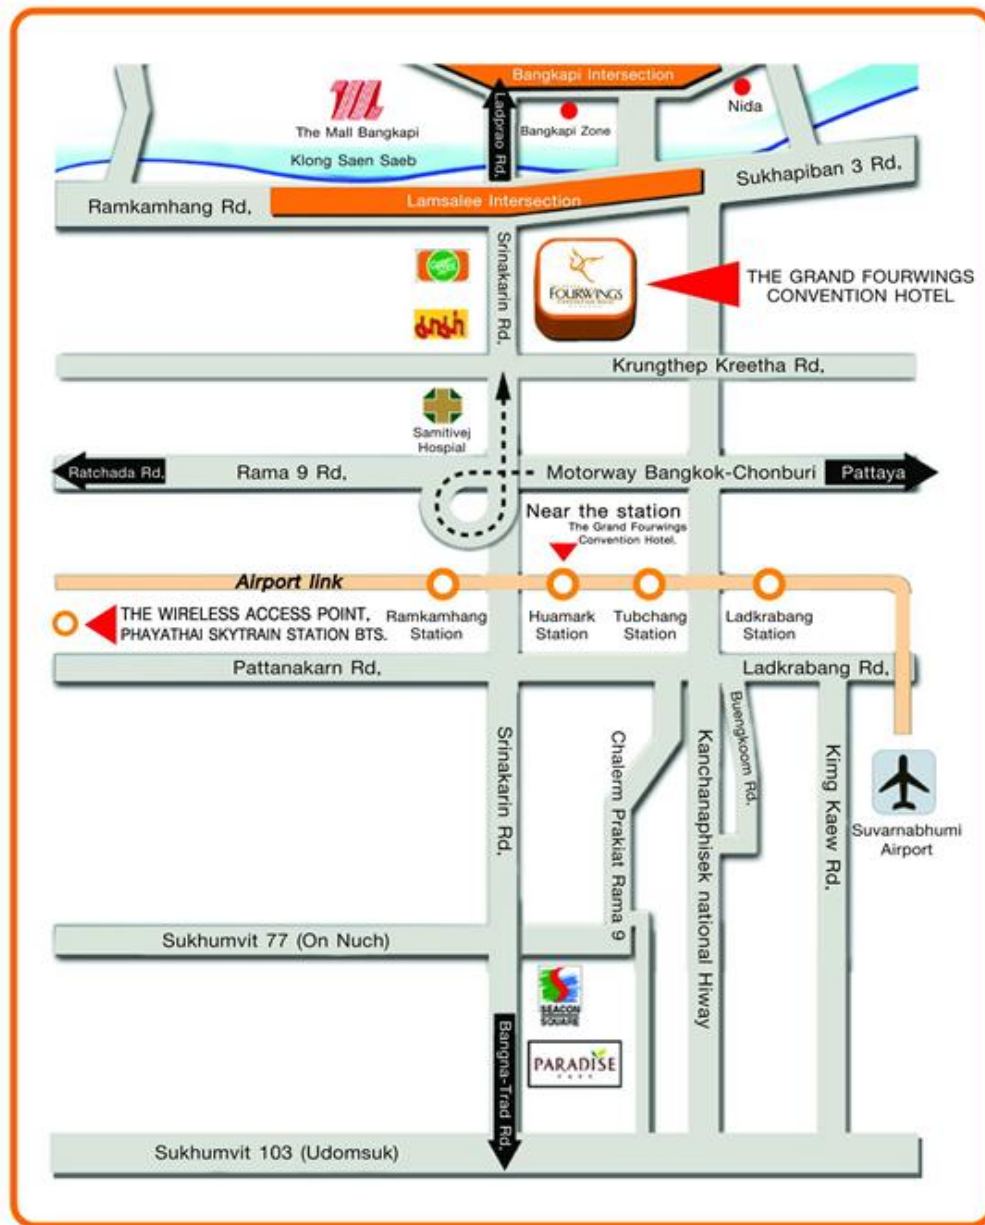 Bangkapi Intersection
Ladprao Rd.
The Mall Bangkapi
Bangkapi Zone
Nida
Klong Saen Saeb
Sukhapiban 3 Rd.
Ramkamhang Rd.
Lamsalee Intersection
Srinakarin Rd.
FOURWINGS
THE GRAND FOURWINGS
CONVENTION HOTEL
Krungthep Kreetha Rd.
Samitivej
Hospial
Ratchada Rd.
Rama 9 Rd.
Motorway Bangkok-Chonburi
Pattaya
Near the station
The Grand Fourwings
Convention Hotel.
Airport link
THE WIRELESS ACCESS POINT,
PHAYATHAI SKYTRAIN STATION BTS.
Ramkamhang
Station
Huamark
Station
Tubchang
Station
Ladkrabang
Station
Pattanakarn Rd.
Ladkrabang Rd.
Srinakarin Rd.
Chalerm Prakiat Rama 9
Kanchanaphisek national Hiway
Buengkoom Rd.
Kimg Kaew Rd.
Suvarnabhumi
Airport
Sukhumvit 77 (On Nuch)
SEACON
SQUARE
Bangna-Trad Rd.
PARADISE
PARK
Sukhumvit 103 (Udomsuk)